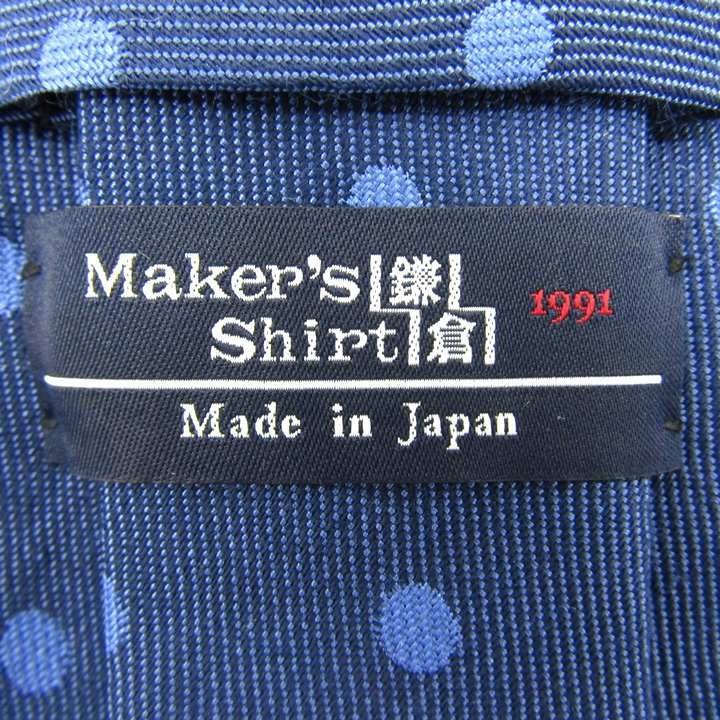 Maker's 鎌 1991
Shirt 倉
Made in Japan